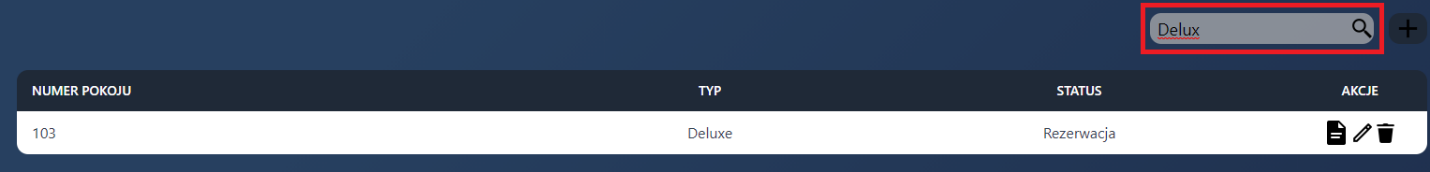 Delux
NUMER POKOJU TYP STATUS AKCJE
103 Deluxe Rezerwacja